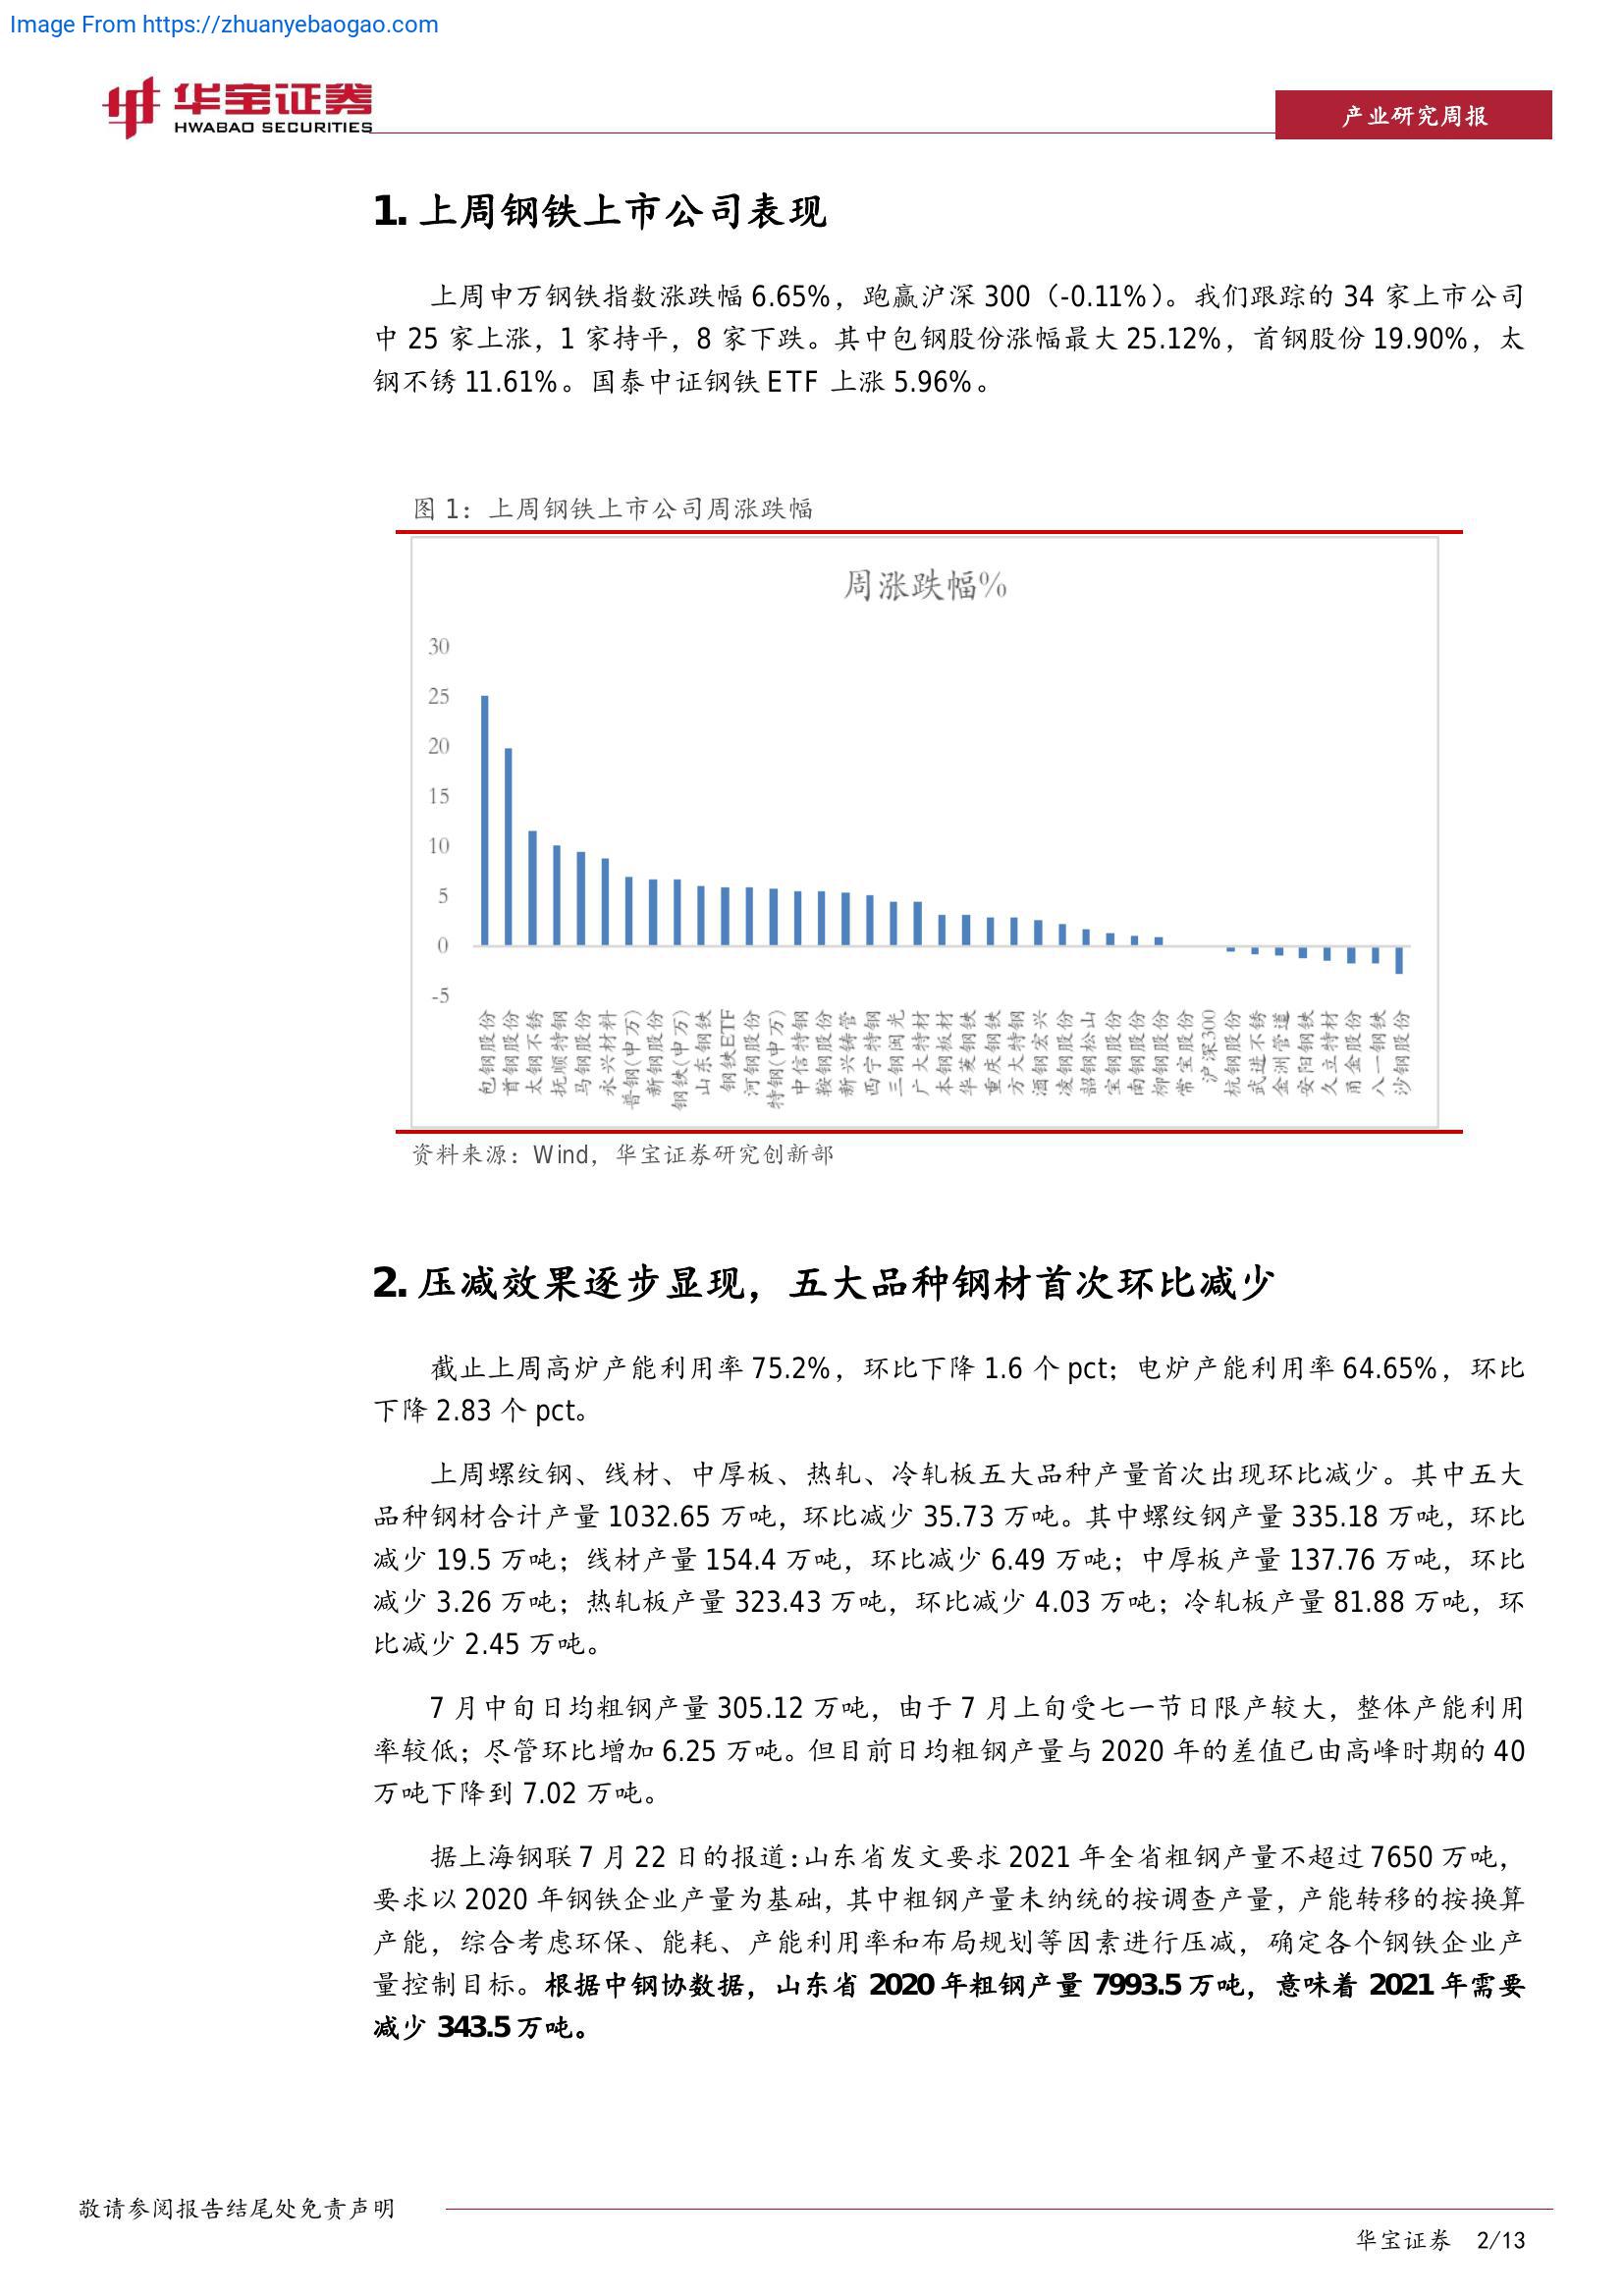 Image From https://zhuanyebaogao.com
华宝证券
HWABAO SECURITIES
产业研究周报
1. 上周钢铁上市公司表现
上周申万钢铁指数涨跌幅 6.65%，跑赢沪深 300（-0.11%）。我们跟踪的 34 家上市公司
中 25 家上涨，1 家持平，8 家下跌。其中包钢股份涨幅最大 25.12%，首钢股份 19.90%，太
钢不锈 11.61%。国泰中证钢铁 ETF 上涨 5.96%。
图 1：上周钢铁上市公司周涨跌幅
周涨跌幅%
30
25
20
15
10
5
0
-5
包钢股份
首钢股份
太钢不锈
抚顺特钢
马钢股份
永兴材料
普钢(申万)
新钢股份
钢铁(申万)
山东钢铁
钢铁ETF
河钢股份
特钢(申万)
中信特钢
鞍钢股份
新兴铸管
西宁特钢
三钢闽光
广大特材
本钢板材
华菱钢铁
重庆钢铁
方大特钢
酒钢宏兴
凌钢股份
韶钢松山
宝钢股份
南钢股份
柳钢股份
常宝股份
沪深300
杭钢股份
武进不锈
金洲管道
安阳钢铁
久立特材
甬金股份
八一钢铁
沙钢股份
资料来源：Wind，华宝证券研究创新部
2. 压减效果逐步显现，五大品种钢材首次环比减少
截止上周高炉产能利用率 75.2%，环比下降 1.6 个 pct；电炉产能利用率 64.65%，环比
下降 2.83 个 pct。
上周螺纹钢、线材、中厚板、热轧、冷轧板五大品种产量首次出现环比减少。其中五大
品种钢材合计产量 1032.65 万吨，环比减少 35.73 万吨。其中螺纹钢产量 335.18 万吨，环比
减少 19.5 万吨；线材产量 154.4 万吨，环比减少 6.49 万吨；中厚板产量 137.76 万吨，环比
减少 3.26 万吨；热轧板产量 323.43 万吨，环比减少 4.03 万吨；冷轧板产量 81.88 万吨，环
比减少 2.45 万吨。
7 月中旬日均粗钢产量 305.12 万吨，由于 7 月上旬受七一节日限产较大，整体产能利用
率较低；尽管环比增加 6.25 万吨。但目前日均粗钢产量与 2020 年的差值已由高峰时期的 40
万吨下降到 7.02 万吨。
据上海钢联 7 月 22 日的报道：山东省发文要求 2021 年全省粗钢产量不超过 7650 万吨，
要求以 2020 年钢铁企业产量为基础，其中粗钢产量未纳统的按调查产量，产能转移的按换算
产能，综合考虑环保、能耗、产能利用率和布局规划等因素进行压减，确定各个钢铁企业产
量控制目标。根据中钢协数据，山东省 2020 年粗钢产量 7993.5 万吨，意味着 2021 年需要
减少 343.5 万吨。
敬请参阅报告结尾处免责声明
华宝证券 2/13